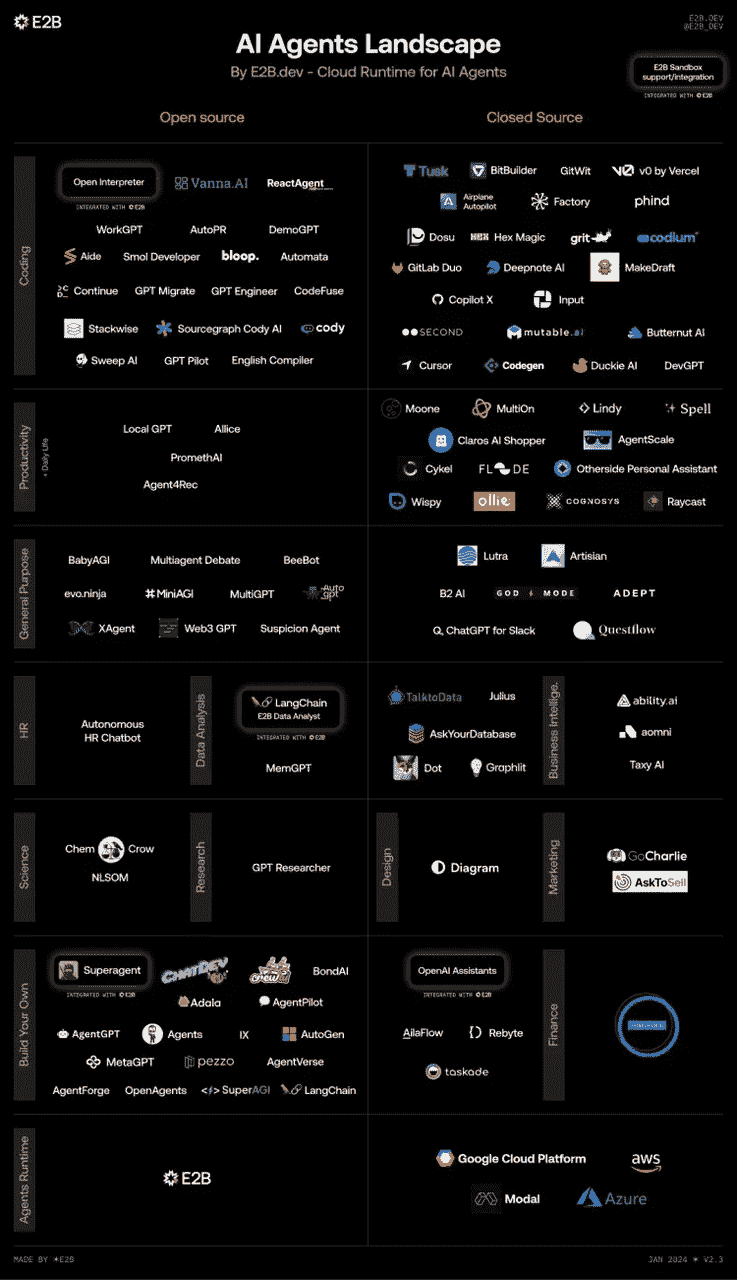 E2B
E2B.DEV
@E2B_DEV
AI Agents Landscape
By E2B.dev - Cloud Runtime for AI Agents
E2B Sandbox
support/integration
INTEGRATED WITH E2B
Open source
Closed Source
Coding
Open Interpreter
Vanna.AI
ReactAgent
INTEGRATED WITH E2B
WorkGPT
AutoPR
DemoGPT
Aide
Smol Developer
bloop.
Automata
Continue
GPT Migrate
GPT Engineer
CodeFuse
Stackwise
Sourcegraph Cody AI
cody
Sweep AI
GPT Pilot
English Compiler
Tusk
BitBuilder
GitWit
v0 by Vercel
Airplane
Autopilot
Factory
phind
Dosu
HEX Hex Magic
grit
codium
GitLab Duo
Deepnote AI
MakeDraft
Copilot X
Input
SECOND
mutable.ai
Butternut AI
Cursor
Codegen
Duckie AI
DevGPT
Productivity
+ Daily Life
Local GPT
Allice
PromethAI
Agent4Rec
Moone
MultiOn
Lindy
Spell
Claros AI Shopper
AgentScale
Cykel
FL DE
Otherside Personal Assistant
Wispy
ollie
COGNOSYS
Raycast
General Purpose
BabyAGI
Multiagent Debate
BeeBot
evo.ninja
#MiniAGI
MultiGPT
Auto
gpt
XAgent
Web3 GPT
Suspicion Agent
Lutra
Artisian
B2 AI
GOD MODE
ADEPT
ChatGPT for Slack
Questflow
HR
Autonomous
HR Chatbot
Data Analysis
LangChain
E2B Data Analyst
INTEGRATED WITH E2B
MemGPT
TalktoData
Julius
AskYourDatabase
Dot
Graphlit
Business Intellige.
ability.ai
aomni
Taxy AI
Science
Chem Crow
NLSOM
Research
GPT Researcher
Design
Diagram
Marketing
GoCharlie
AskToSell
Build Your Own
Superagent
INTEGRATED WITH E2B
CHATDEV
crew
BondAI
Adala
AgentPilot
AgentGPT
Agents
IX
AutoGen
MetaGPT
pezzo
AgentVerse
AgentForge
OpenAgents
SuperAGI
LangChain
OpenAI Assistants
INTEGRATED WITH E2B
AilaFlow
Rebyte
taskade
Finance
Agents Runtime
E2B
Google Cloud Platform
aws
Modal
Azure
MADE BY ✶E2B
JAN 2024 ✶ V2.3